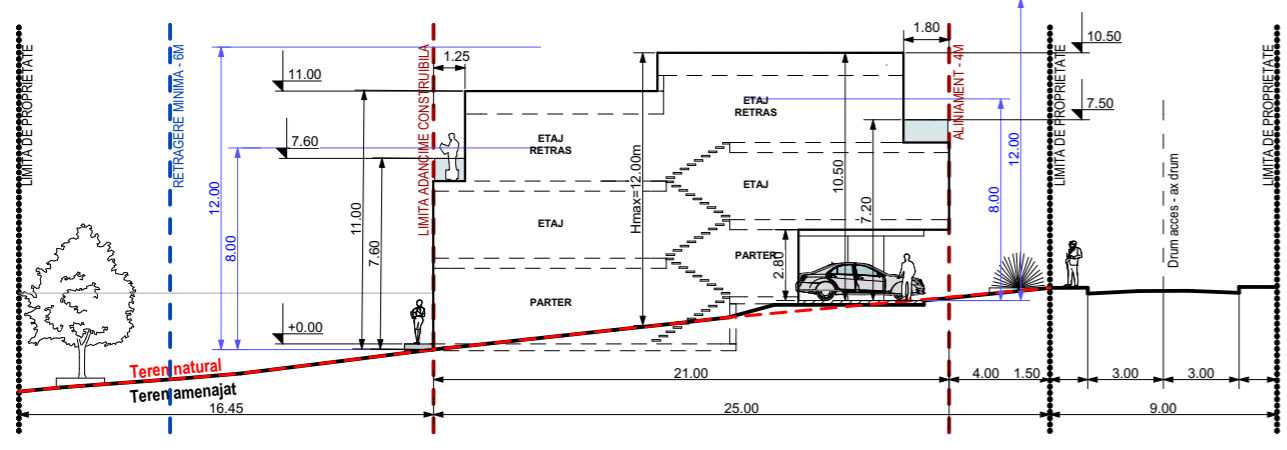 LIMITA DE PROPRIETATE
RETRAGERE MINIMA - 6M
12.00
8.00
11.00
7.60
+0.00
11.00
7.60
LIMITA ADANCIME CONSTRUIBILA
1.25
ETAJ
RETRAS
ETAJ
PARTER
Hmax=12.00m
ETAJ
RETRAS
ETAJ
PARTER
2.80
10.50
7.20
1.80
ALINIAMENT - 4M
8.00
12.00
10.50
7.50
LIMITA DE PROPRIETATE
Drum acces - ax drum
LIMITA DE PROPRIETATE
Teren natural
Teren amenajat
21.00
4.00
1.50
3.00
3.00
16.45
25.00
9.00